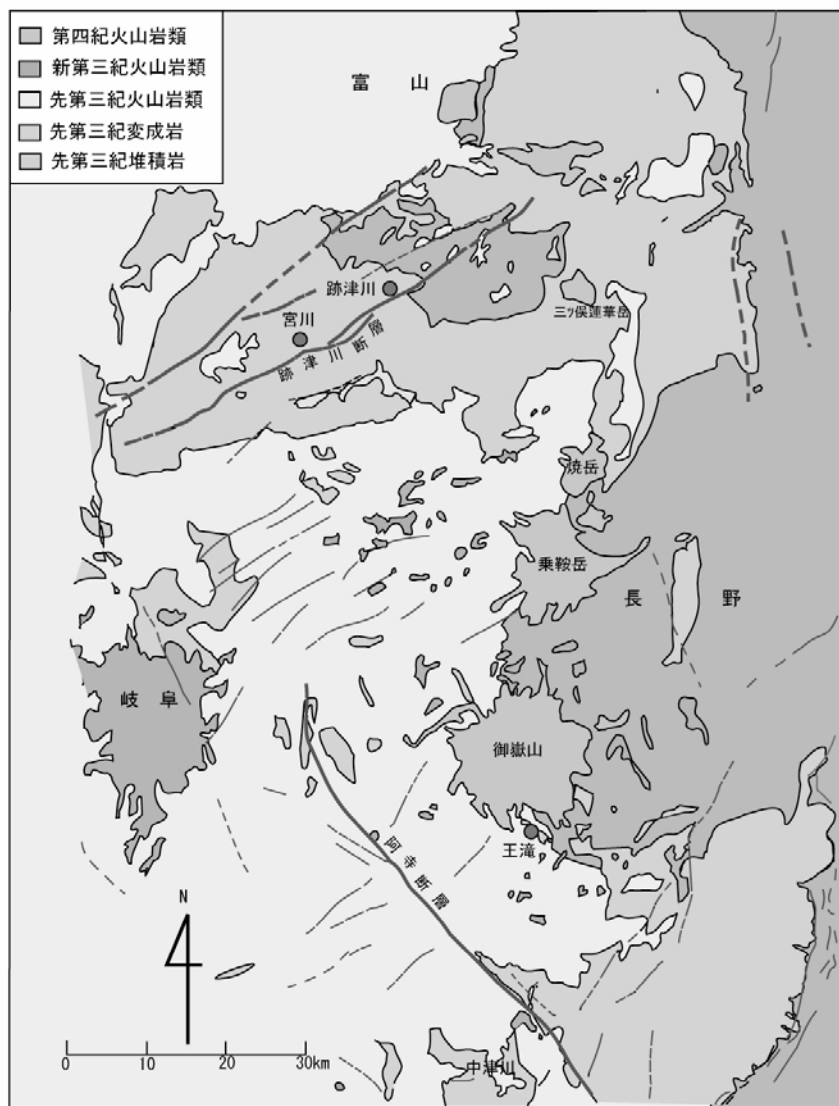 第四紀火山岩類
新第三紀火山岩類
先第三紀火山岩類
先第三紀変成岩
先第三紀堆積岩
富山
跡津川
宮川
跡津川断層
三ッ俣蓮華岳
焼岳
乗鞍岳
長野
岐阜
御嶽山
王滝
阿寺断層
N
0 10 20 30km
中津川